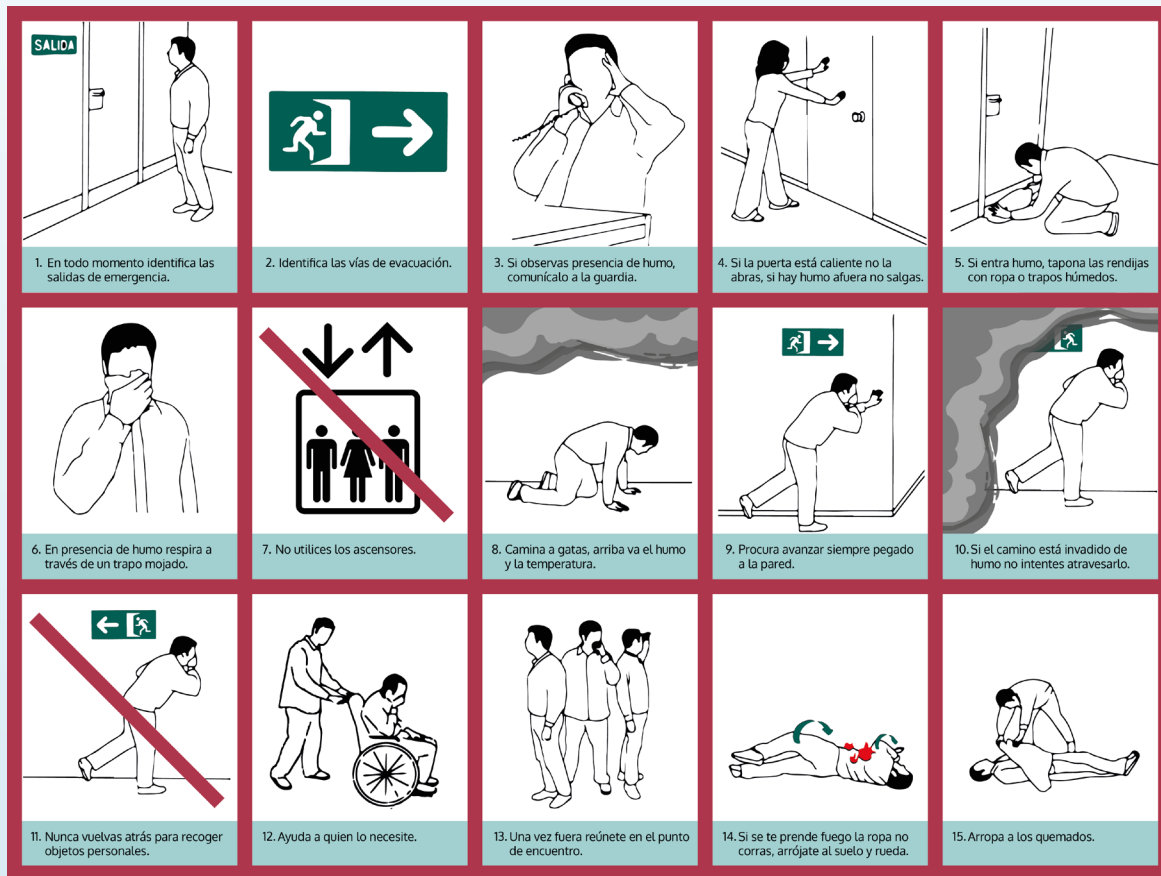 SALIDA
1. En todo momento identifica las
salidas de emergencia.
2. Identifica las vías de evacuación.
3. Si observas presencia de humo,
comunícalo a la guardia.
4. Si la puerta está caliente no la
abras, si hay humo afuera no salgas.
5. Si entra humo, tapona las rendijas
con ropa o trapos húmedos.
6. En presencia de humo respira a
través de un trapo mojado.
7. No utilices los ascensores.
8. Camina a gatas, arriba va el humo
y la temperatura.
9. Procura avanzar siempre pegado
a la pared.
10. Si el camino está invadido de
humo no intentes atravesarlo.
11. Nunca vuelvas atrás para recoger
objetos personales.
12. Ayuda a quien lo necesite.
13. Una vez fuera reúnete en el punto
de encuentro.
14. Si se te prende fuego la ropa no
corras, arrójate al suelo y rueda.
15. Arropa a los quemados.